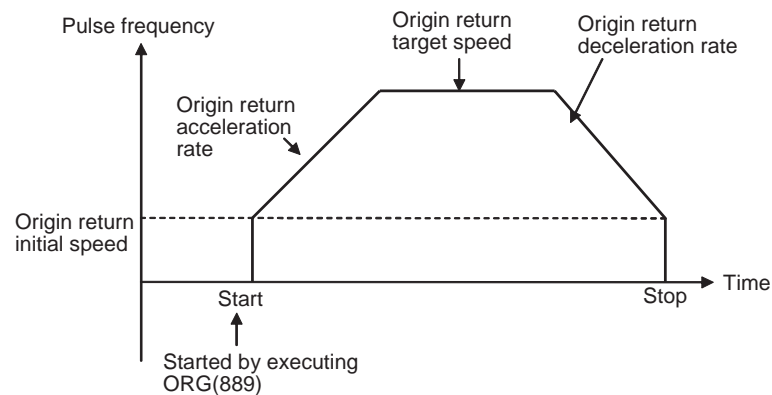 Pulse frequency
Origin return
target speed
Origin return
deceleration rate
Origin return
acceleration
rate
Origin return
initial speed
Time
Start
Stop
Started by executing
ORG(889)